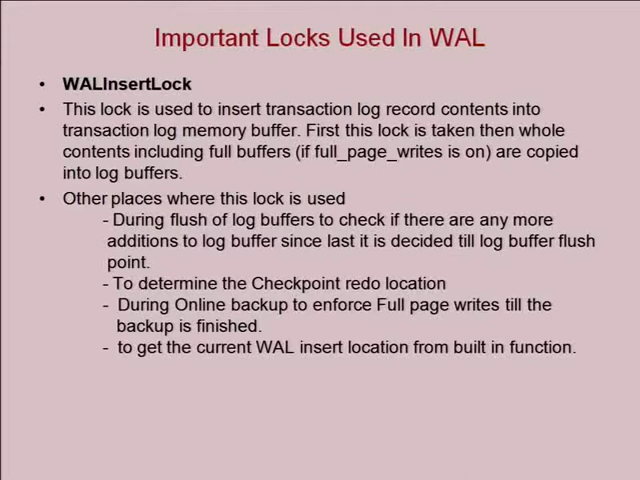 Important Locks Used In WAL
• WALInsertLock
• This lock is used to insert transaction log record contents into
transaction log memory buffer. First this lock is taken then whole
contents including full buffers (if full_page_writes is on) are copied
into log buffers.
• Other places where this lock is used
- During flush of log buffers to check if there are any more
additions to log buffer since last it is decided till log buffer flush
point.
- To determine the Checkpoint redo location
- During Online backup to enforce Full page writes till the
backup is finished.
- to get the current WAL insert location from built in function.